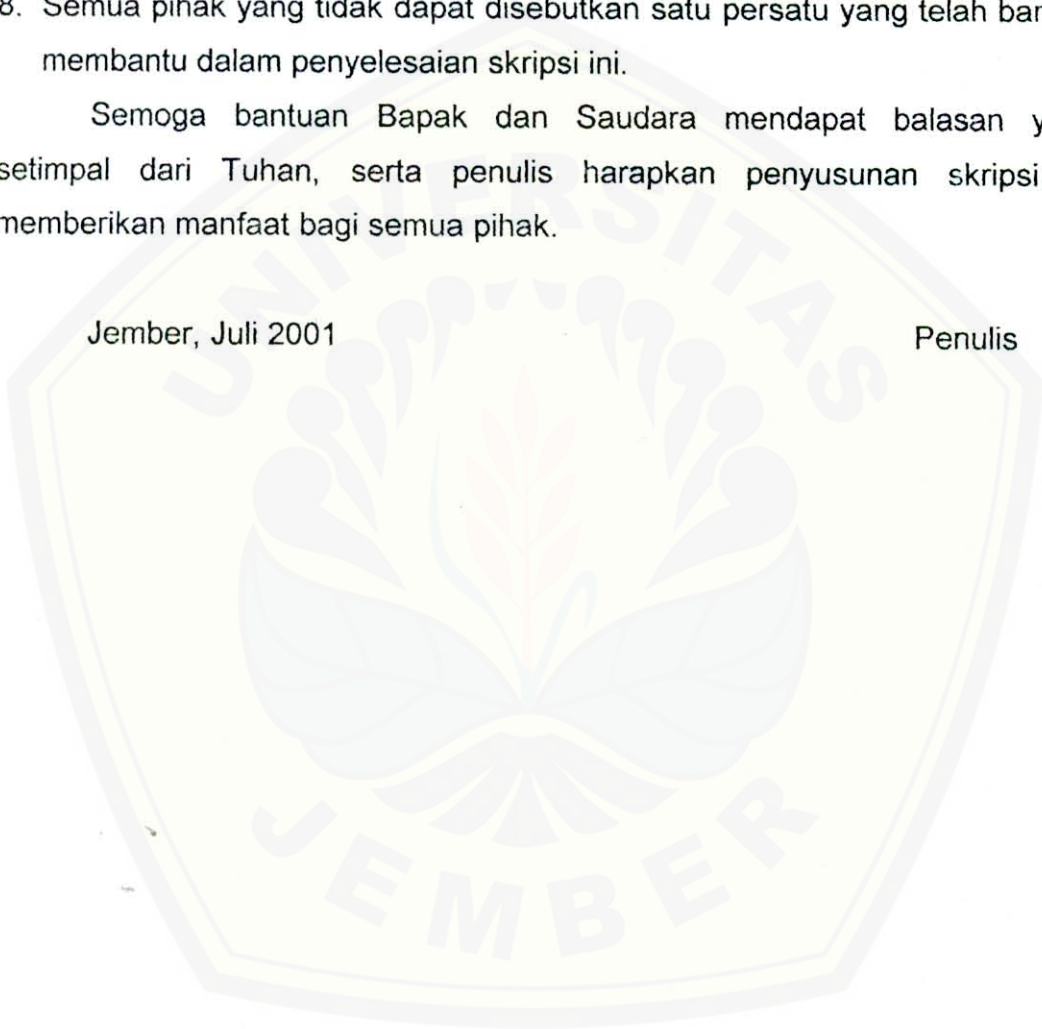 8. Semua pihak yang tidak dapat disebutkan satu persatu yang telah
membantu dalam penyelesaian skripsi ini.
Semoga bantuan Bapak dan Saudara mendapat balasan
setimpal dari Tuhan, serta penulis harapkan penyusunan skripsi
memberikan manfaat bagi semua pihak.
Jember, Juli 2001 Penulis
UNIVERSITAS
JEMBER